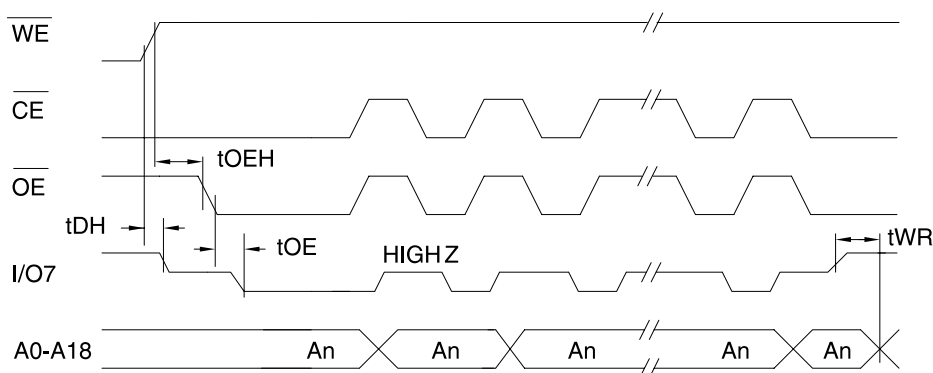 WE
CE
tOEH
OE
tDH
tOE
tWR
HIGH Z
I/O7
A0-A18 An An An An An